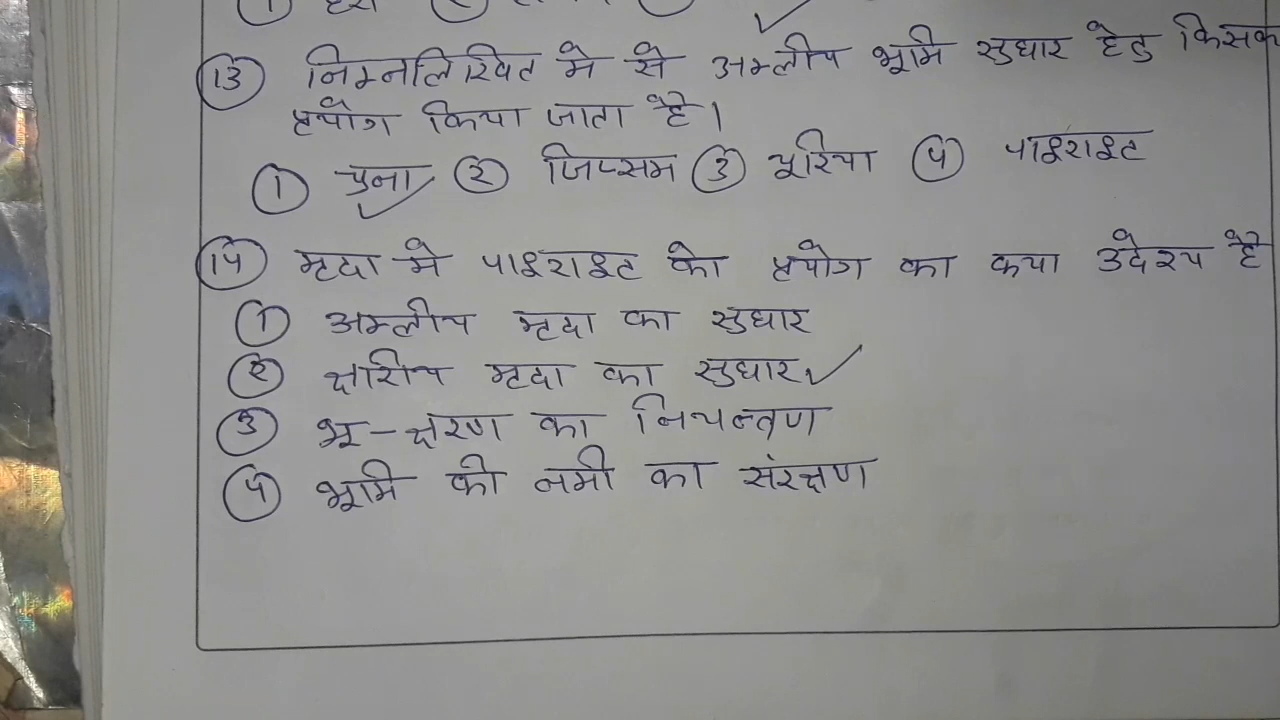 ⑬ निम्नलिखित मे से अम्लीय भूमि सुधार हेतु किसक
प्रयोग किया जाता है।
① चुना ② जिप्सम ③ यूरिया ④ पाइराइट
⑭ मृदा मे पाइराइट के प्रयोग का क्या उदेश्य है
① अम्लीय मृदा का सुधार
② क्षारिय मृदा का सुधार
③ भू-क्षरण का नियन्त्रण
④ भूमि की नमी का संरक्षण